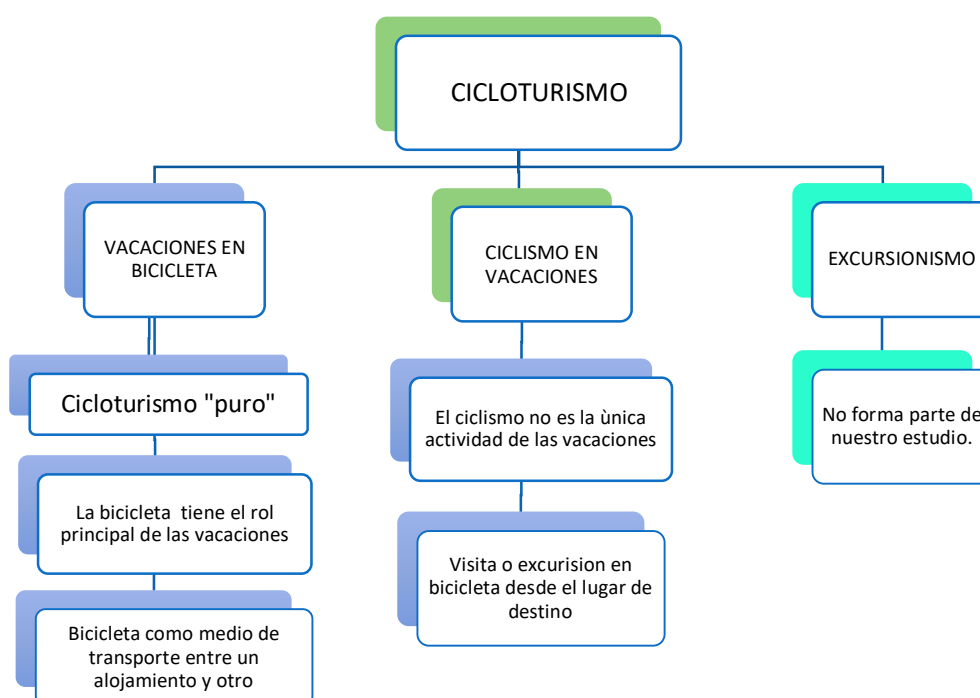 CICLOTURISMO
VACACIONES EN
BICICLETA
CICLISMO EN
VACACIONES
EXCURSIONISMO
Cicloturismo "puro"
El ciclismo no es la ùnica
actividad de las vacaciones
No forma parte de
nuestro estudio.
La bicicleta tiene el rol
principal de las vacaciones
Visita o excurision en
bicicleta desde el lugar de
destino
Bicicleta como medio de
transporte entre un
alojamiento y otro